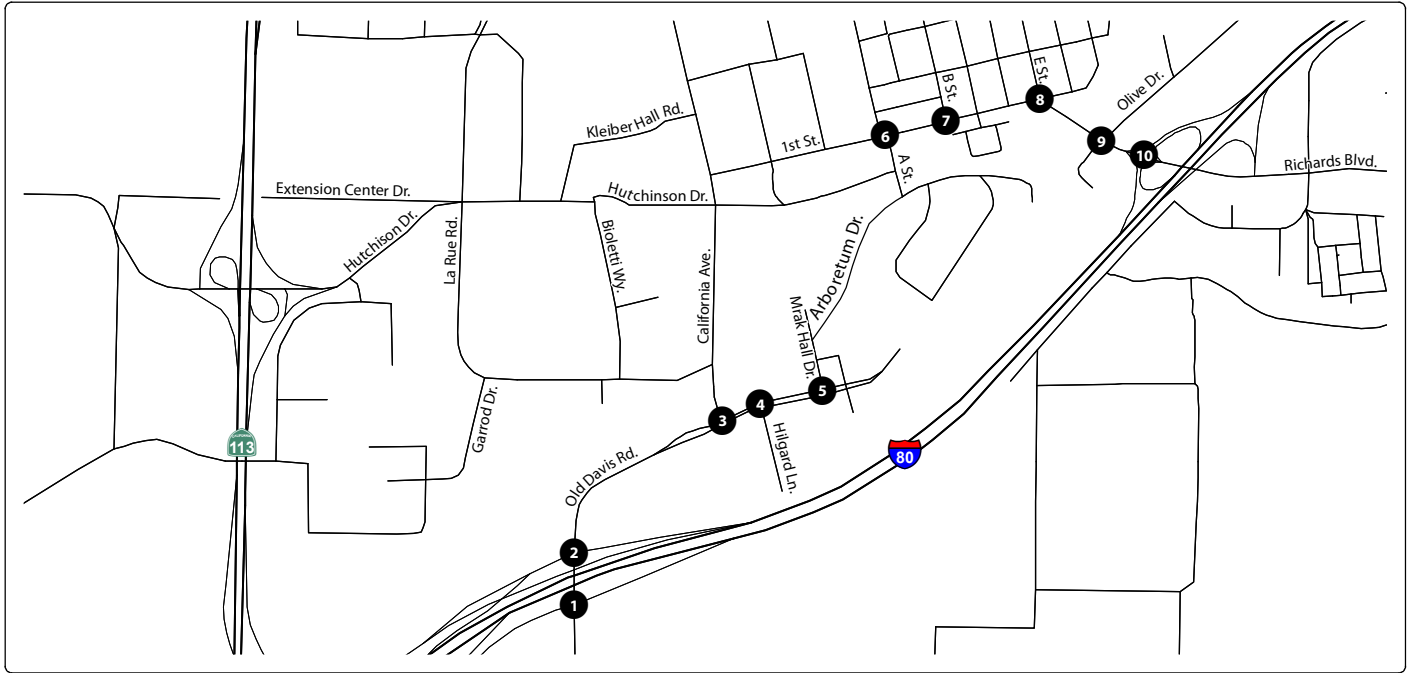 E St.
B St.
Olive Dr.
8
Kleiber Hall Rd.
7
6
1st St.
9
10
Richards Blvd.
A St.
Extension Center Dr.
Hutchinson Dr.
Hutchison Dr.
La Rue Rd.
Bioletti Wy.
California Ave.
Arboretum Dr.
Mrak Hall Dr.
5
4
3
Garrod Dr.
Hilgard Ln.
113
80
Old Davis Rd.
2
1